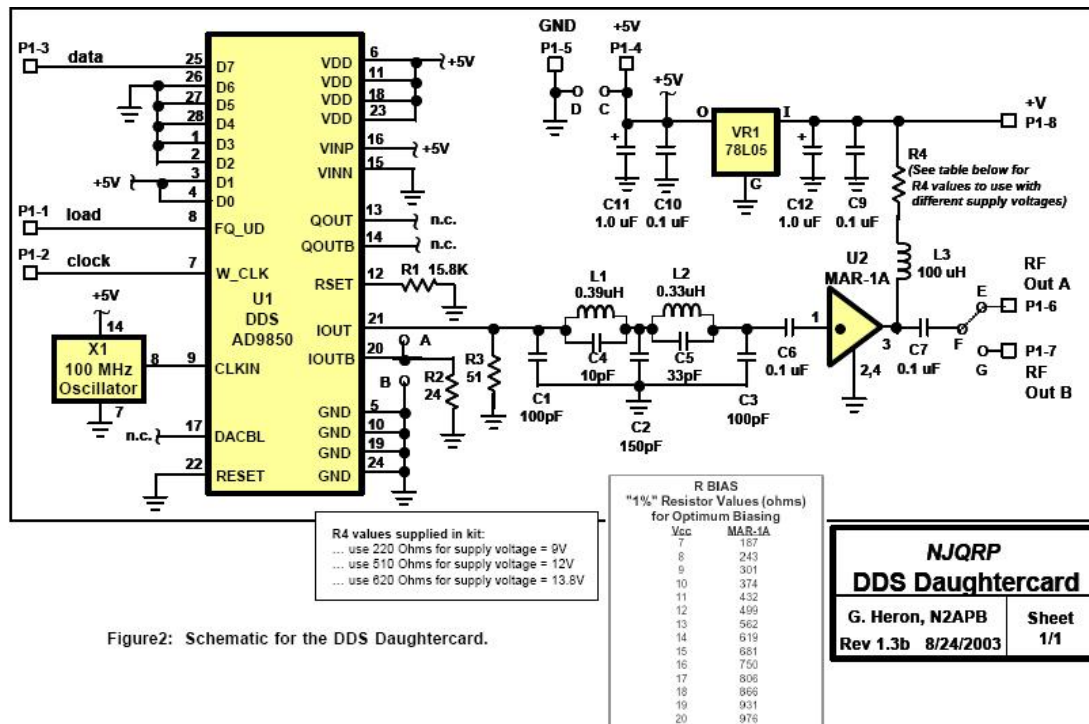 GND
+5V
P1-5
P1-4
D
C
+5V
O
VR1
78L05
I
G
+
C11
1.0 uF
C10
0.1 uF
+
C12
1.0 uF
C9
0.1 uF
+V
P1-8
R4
(See table below for
R4 values to use with
different supply voltages)
P1-3
data
25
D7
26
D6
27
D5
28
D4
1
D3
2
D2
+5V
3
D1
4
D0
P1-1
load
8
FQ_UD
P1-2
clock
7
W_CLK
U1
DDS
AD9850
+5V
14
X1
100 MHz
Oscillator
8
9
CLKIN
7
n.c.
17
DACBL
22
RESET
VDD
6
+5V
VDD
11
VDD
18
VDD
23
VINP
16
+5V
VINN
15
QOUT
13
n.c.
QOUTB
14
n.c.
RSET
12
R1
15.8K
IOUT
21
IOUTB
20
A
B
R2
24
R3
51
GND
5
GND
10
GND
19
GND
24
L1
0.39uH
L2
0.33uH
C4
10pF
C5
33pF
C1
100pF
C2
150pF
C3
100pF
C6
0.1 uF
U2
MAR-1A
1
3
2,4
L3
100 uH
C7
0.1 uF
E
F
G
RF
Out A
P1-6
P1-7
RF
Out B
R4 values supplied in kit:
... use 220 Ohms for supply voltage = 9V
... use 510 Ohms for supply voltage = 12V
... use 620 Ohms for supply voltage = 13.8V
R BIAS
"1%" Resistor Values (ohms)
for Optimum Biasing
Vcc MAR-1A
7 187
8 243
9 301
10 374
11 432
12 499
13 562
14 619
15 681
16 750
17 806
18 866
19 931
20 976
NJQRP
DDS Daughtercard
G. Heron, N2APB
Rev 1.3b 8/24/2003
Sheet
1/1
Figure2: Schematic for the DDS Daughtercard.